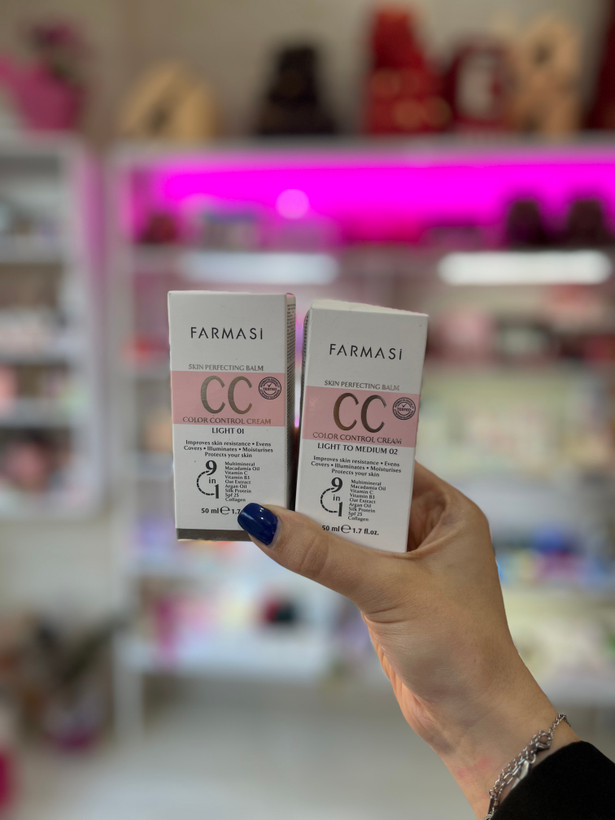 FARMASi
SKIN PERFECTING BALM
CC
COLOR CONTROL CREAM
LIGHT 01
Improves skin resistance • Evens
Covers • Illuminates • Moisturises
Protects your skin
9
in
1
Multimineral
Macadamia Oil
Vitamin C
Vitamin B3
Oat Extract
Argan Oil
Silk Protein
Spf 25
Collagen
50 ml ℮ 1.7
FARMASi
SKIN PERFECTING BALM
CC
COLOR CONTROL CREAM
LIGHT TO MEDIUM 02
Improves skin resistance • Evens
Covers • Illuminates • Moisturises
Protects your skin
9
in
1
Multimineral
Macadamia Oil
Vitamin C
Vitamin B3
Oat Extract
Argan Oil
Silk Protein
Spf 25
Collagen
50 ml ℮ 1.7 fl.oz.